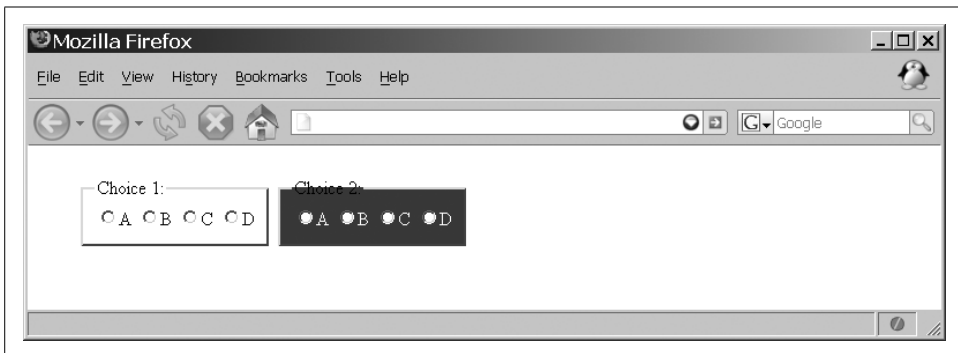 Mozilla Firefox
File Edit View History Bookmarks Tools Help
G Google
Choice 1: Choice 2:
A B C D A B C D